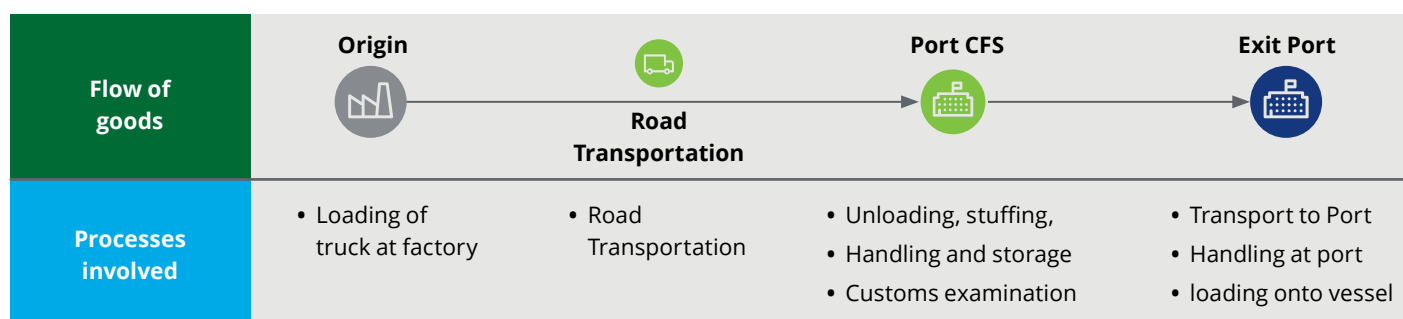 Flow of
goods
Origin
Road
Transportation
Port CFS
Exit Port
Processes
involved
• Loading of
truck at factory
• Road
Transportation
• Unloading, stuffing,
• Handling and storage
• Customs examination
• Transport to Port
• Handling at port
• loading onto vessel